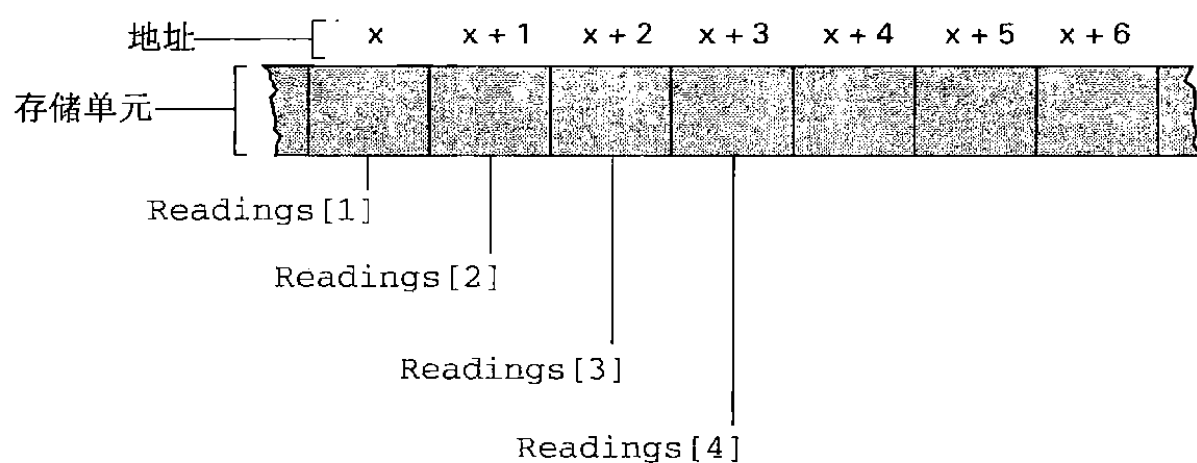 地址 x x + 1 x + 2 x + 3 x + 4 x + 5 x + 6
存储单元
Readings[1]
Readings[2]
Readings[3]
Readings[4]